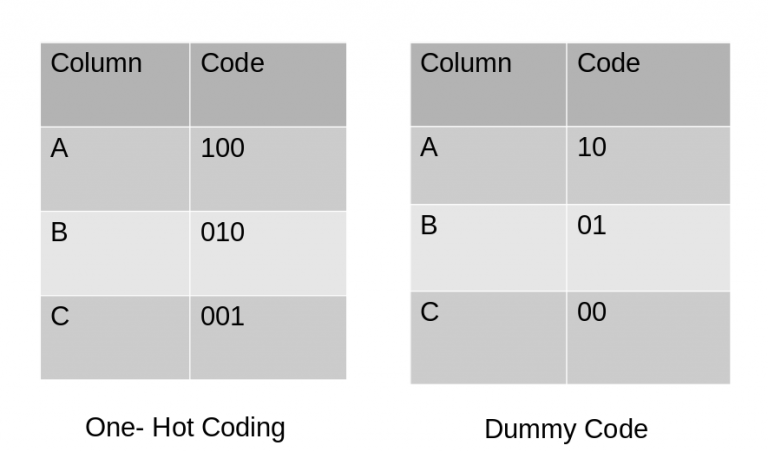 Column Code
A 100
B 010
C 001
One- Hot Coding
Column Code
A 10
B 01
C 00
Dummy Code